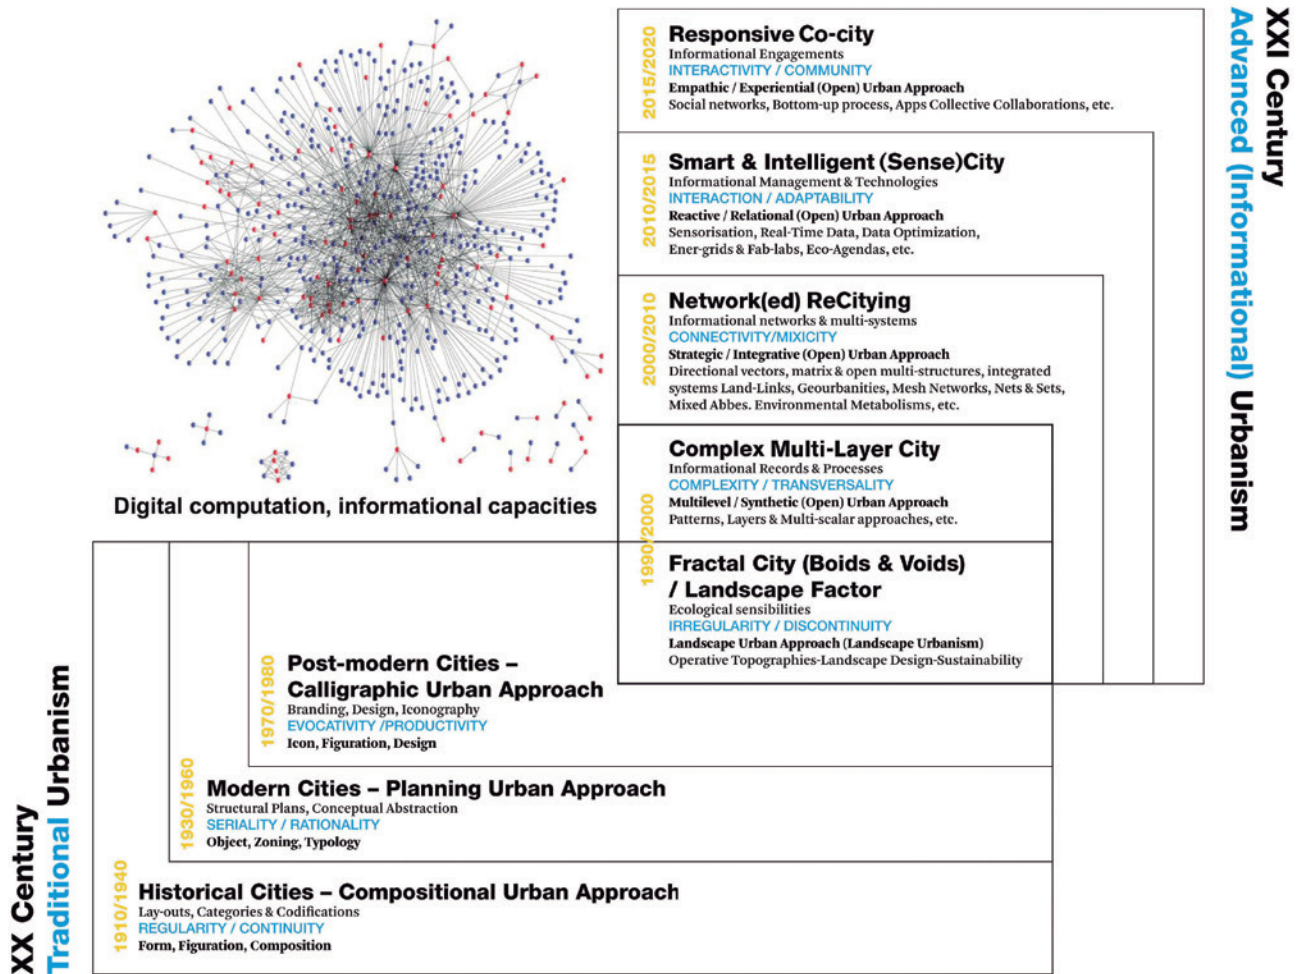 Responsive Co-city
Informational Engagements
INTERACTIVITY / COMMUNITY
Empathic / Experiential (Open) Urban Approach
Social networks, Bottom-up process, Apps Collective Collaborations, etc.
2015/2020
Smart & Intelligent (Sense)City
Informational Management & Technologies
INTERACTION / ADAPTABILITY
Reactive / Relational (Open) Urban Approach
Sensorisation, Real-Time Data, Data Optimization,
Ener-grids & Fab-labs, Eco-Agendas, etc.
2010/2015
Network(ed) ReCitying
Informational networks & multi-systems
CONNECTIVITY/MIXICITY
Strategic / Integrative (Open) Urban Approach
Directional vectors, matrix & open multi-structures, integrated
systems Land-Links, Geourbanities, Mesh Networks, Nets & Sets,
Mixed Abbes. Environmental Metabolisms, etc.
2000/2010
Complex Multi-Layer City
Informational Records & Processes
COMPLEXITY / TRANSVERSALITY
Multilevel / Synthetic (Open) Urban Approach
Patterns, Layers & Multi-scalar approaches, etc.
1990/2000
Fractal City (Boids & Voids)
/ Landscape Factor
Ecological sensibilities
IRREGULARITY / DISCONTINUITY
Landscape Urban Approach (Landscape Urbanism)
Operative Topographies-Landscape Design-Sustainability
XXI Century
Advanced (Informational) Urbanism
Digital computation, informational capacities
Post-modern Cities –
Calligraphic Urban Approach
Branding, Design, Iconography
EVOCATIVITY /PRODUCTIVITY
Icon, Figuration, Design
1970/1980
Modern Cities – Planning Urban Approach
Structural Plans, Conceptual Abstraction
SERIALITY / RATIONALITY
Object, Zoning, Typology
1930/1960
Historical Cities – Compositional Urban Approach
Lay-outs, Categories & Codifications
REGULARITY / CONTINUITY
Form, Figuration, Composition
1910/1940
XX Century
Traditional Urbanism